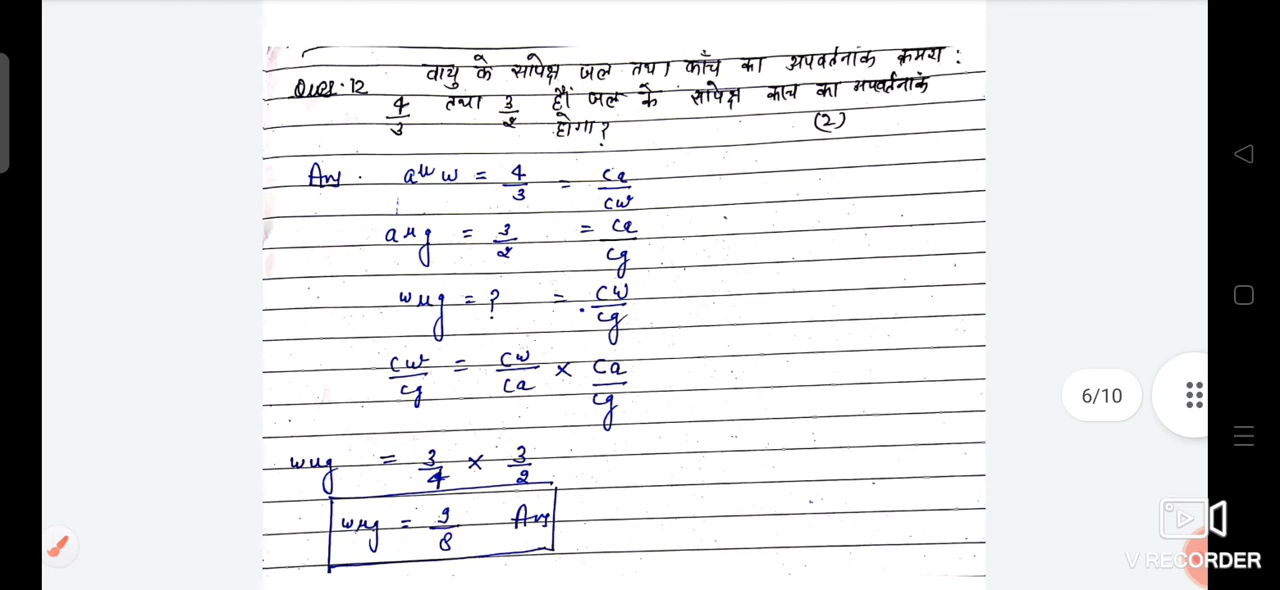 वायु के सापेक्ष जल तथा काँच का अपवर्तनांक क्रमश :
Ques. 12 4/3 तथा 3/2 हैं। जल के सापेक्ष काच का अपवर्तनांक
होगा? (2)
Ans. aμw = 4/3 = ca/cw
aμg = 3/2 = ca/cg
wμg = ? = cw/cg
cw/cg = cw/ca × ca/cg
wμg = 3/4 × 3/2
wμg = 9/8 Ans
6/10
V RECORDER